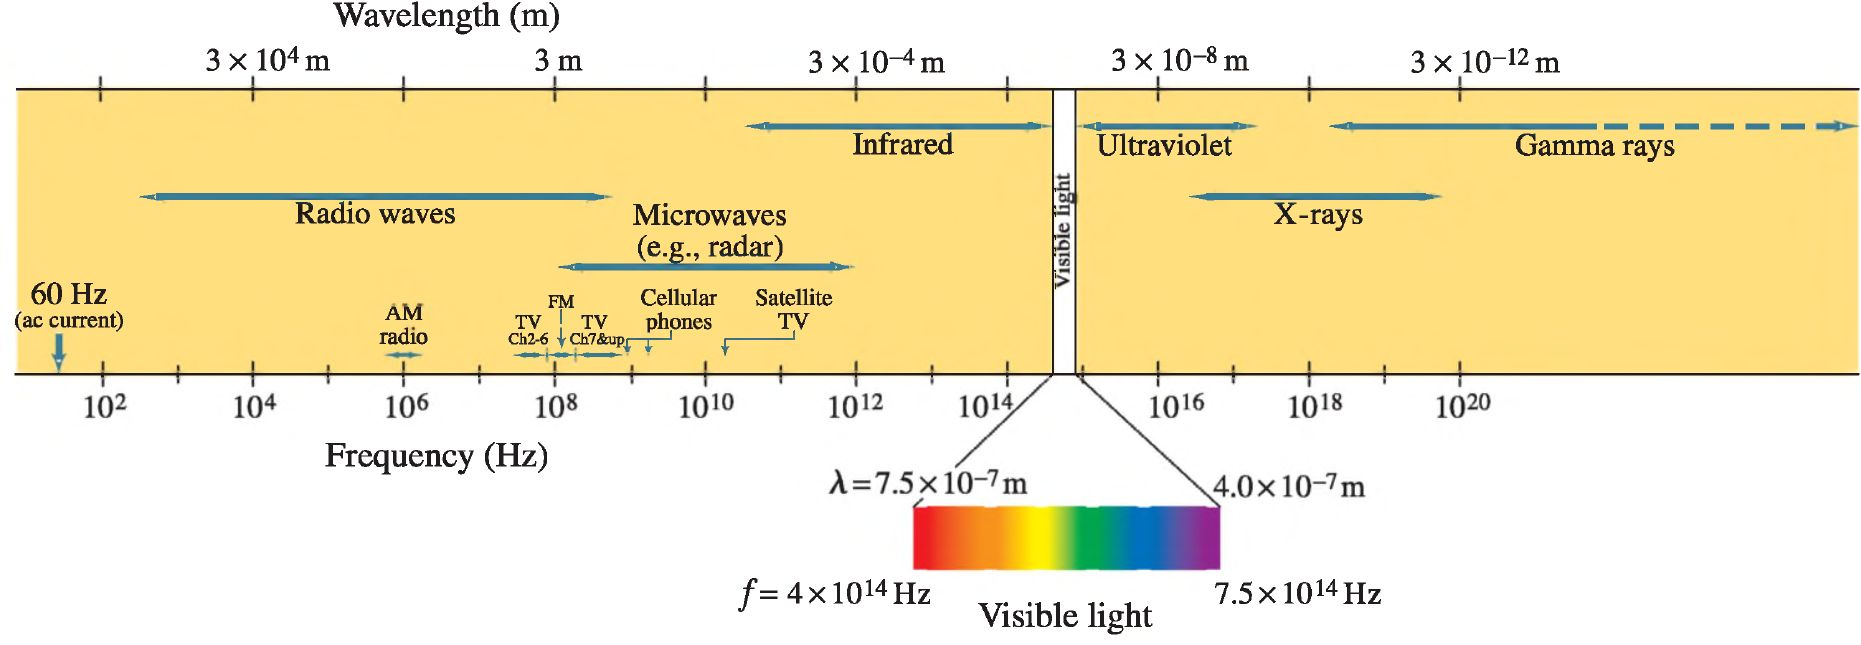 Wavelength (m)
3 × 10⁴ m 3 m 3 × 10⁻⁴ m 3 × 10⁻⁸ m 3 × 10⁻¹² m
Infrared Ultraviolet Gamma rays
Visible light
Radio waves Microwaves X-rays
(e.g., radar)
60 Hz
(ac current)
AM
radio
TV
Ch2-6
FM
TV
Ch7&up
Cellular
phones
Satellite
TV
10² 10⁴ 10⁶ 10⁸ 10¹⁰ 10¹² 10¹⁴ 10¹⁶ 10¹⁸ 10²⁰
Frequency (Hz)
λ = 7.5 × 10⁻⁷ m 4.0 × 10⁻⁷ m
f = 4 × 10¹⁴ Hz 7.5 × 10¹⁴ Hz
Visible light